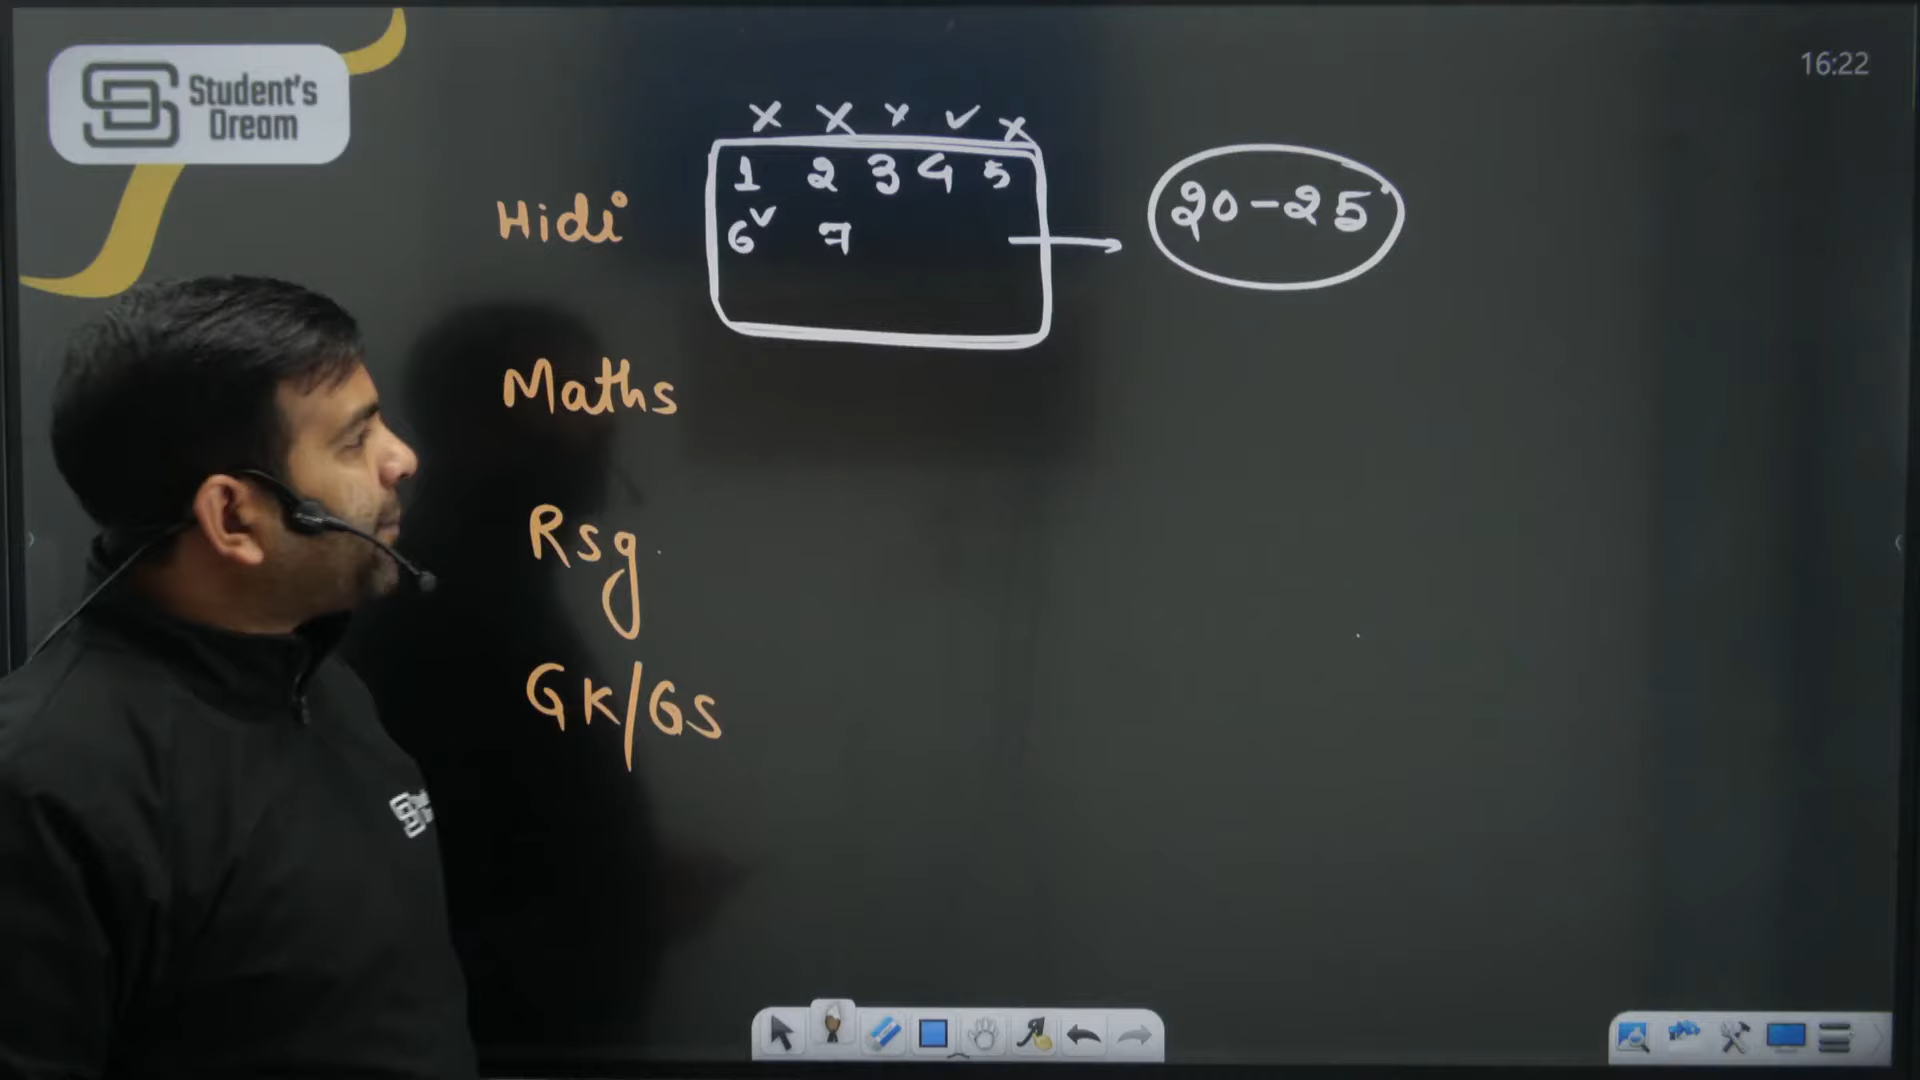 Student's
Dream
16:22
x x x ✓ x
1 2 3 4 5
Hidi
6✓ 7
20-25
Maths
Rsg
GK/GS